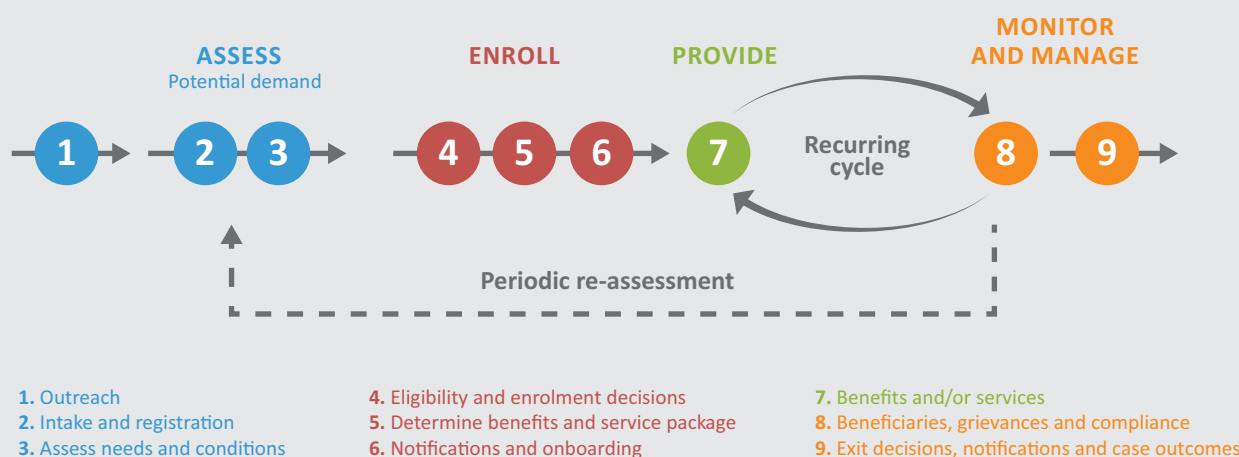 ASSESS
Potential demand
ENROLL
PROVIDE
MONITOR
AND MANAGE
1
2
3
4
5
6
7
Recurring
cycle
8
9
Periodic re-assessment
1. Outreach
2. Intake and registration
3. Assess needs and conditions
4. Eligibility and enrolment decisions
5. Determine benefits and service package
6. Notifications and onboarding
7. Benefits and/or services
8. Beneficiaries, grievances and compliance
9. Exit decisions, notifications and case outcomes